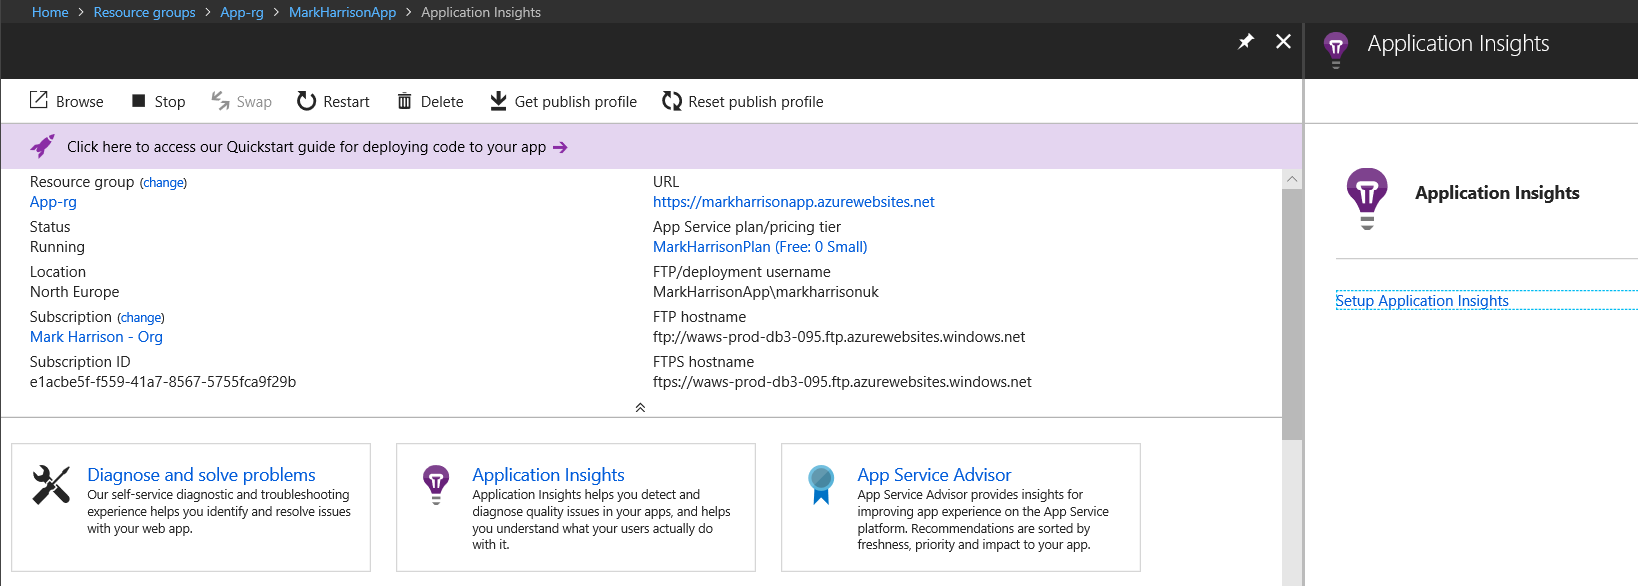 Home > Resource groups > App-rg > MarkHarrisonApp > Application Insights
Application Insights
Browse Stop Swap Restart Delete Get publish profile Reset publish profile
Click here to access our Quickstart guide for deploying code to your app →
Resource group (change)
App-rg
Status
Running
Location
North Europe
Subscription (change)
Mark Harrison - Org
Subscription ID
e1acbe5f-f559-41a7-8567-5755fca9f29b
URL
https://markharrisonapp.azurewebsites.net
App Service plan/pricing tier
MarkHarrisonPlan (Free: 0 Small)
FTP/deployment username
MarkHarrisonApp\markharrisonuk
FTP hostname
ftp://waws-prod-db3-095.ftp.azurewebsites.windows.net
FTPS hostname
ftps://waws-prod-db3-095.ftp.azurewebsites.windows.net
Diagnose and solve problems
Our self-service diagnostic and troubleshooting
experience helps you identify and resolve issues
with your web app.
Application Insights
Application Insights helps you detect and
diagnose quality issues in your apps, and helps
you understand what your users actually do
with it.
App Service Advisor
App Service Advisor provides insights for
improving app experience on the App Service
platform. Recommendations are sorted by
freshness, priority and impact to your app.
Application Insights
Setup Application Insights